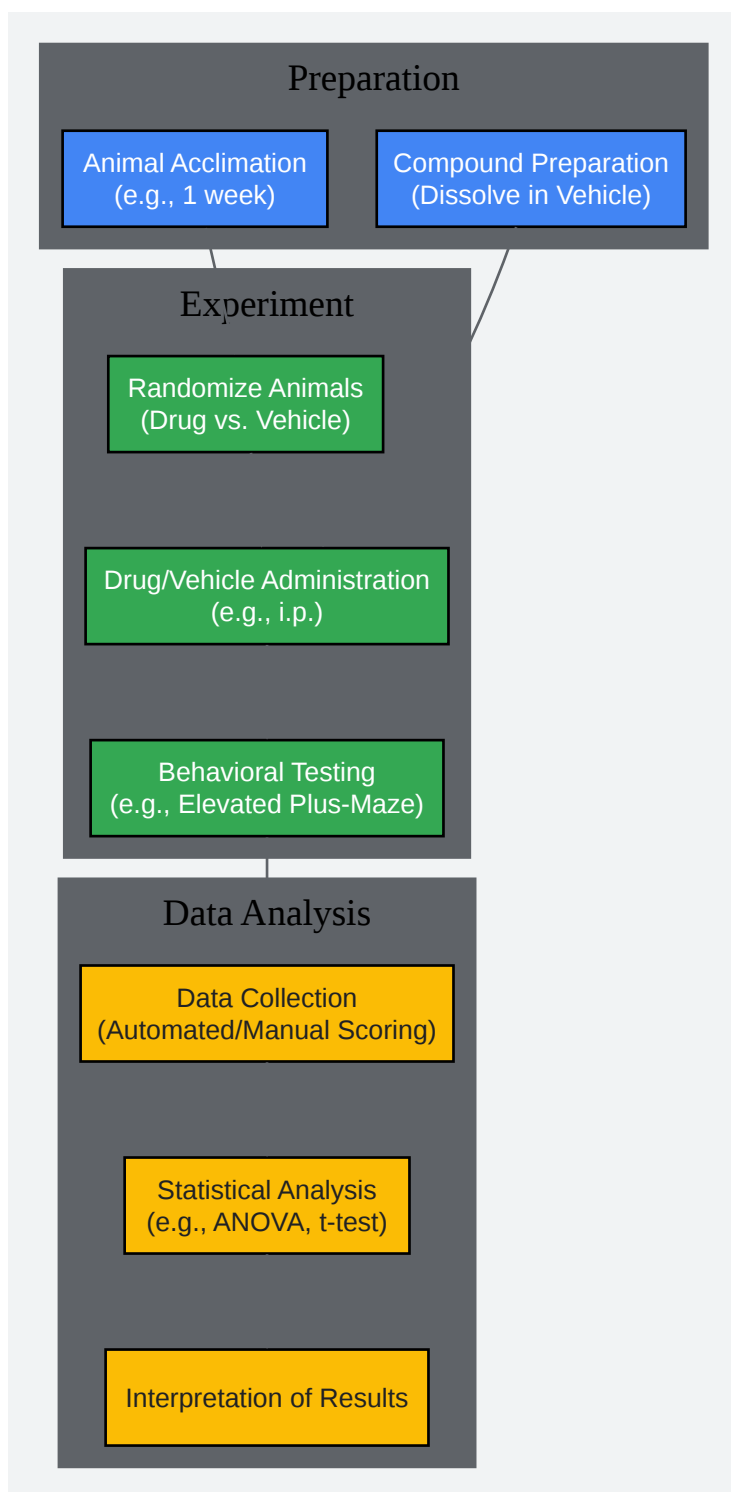 Preparation
Animal Acclimation
(e.g., 1 week)
Compound Preparation
(Dissolve in Vehicle)
Experiment
Randomize Animals
(Drug vs. Vehicle)
Drug/Vehicle Administration
(e.g., i.p.)
Behavioral Testing
(e.g., Elevated Plus-Maze)
Data Analysis
Data Collection
(Automated/Manual Scoring)
Statistical Analysis
(e.g., ANOVA, t-test)
Interpretation of Results